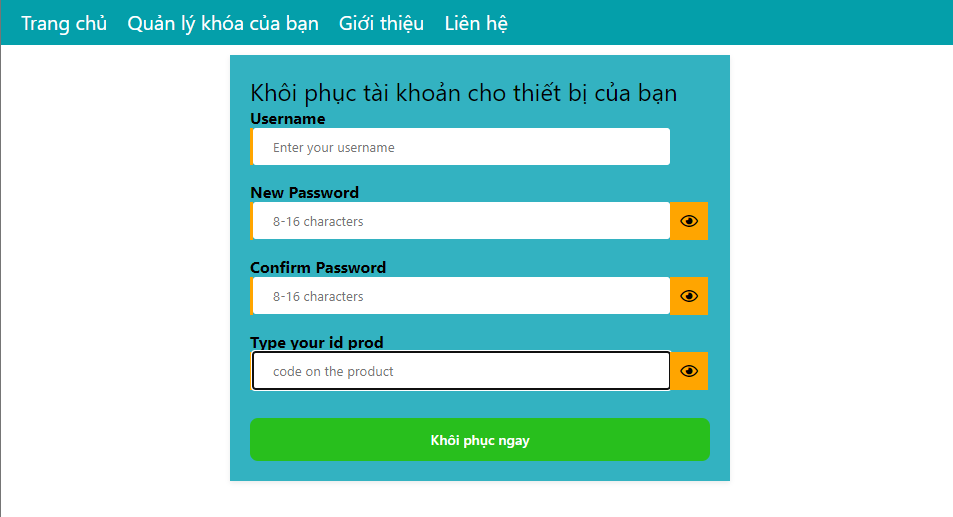 Trang chủ Quản lý khóa của bạn Giới thiệu Liên hệ
Khôi phục tài khoản cho thiết bị của bạn
Username
Enter your username
New Password
8-16 characters
Confirm Password
8-16 characters
Type your id prod
code on the product
Khôi phục ngay